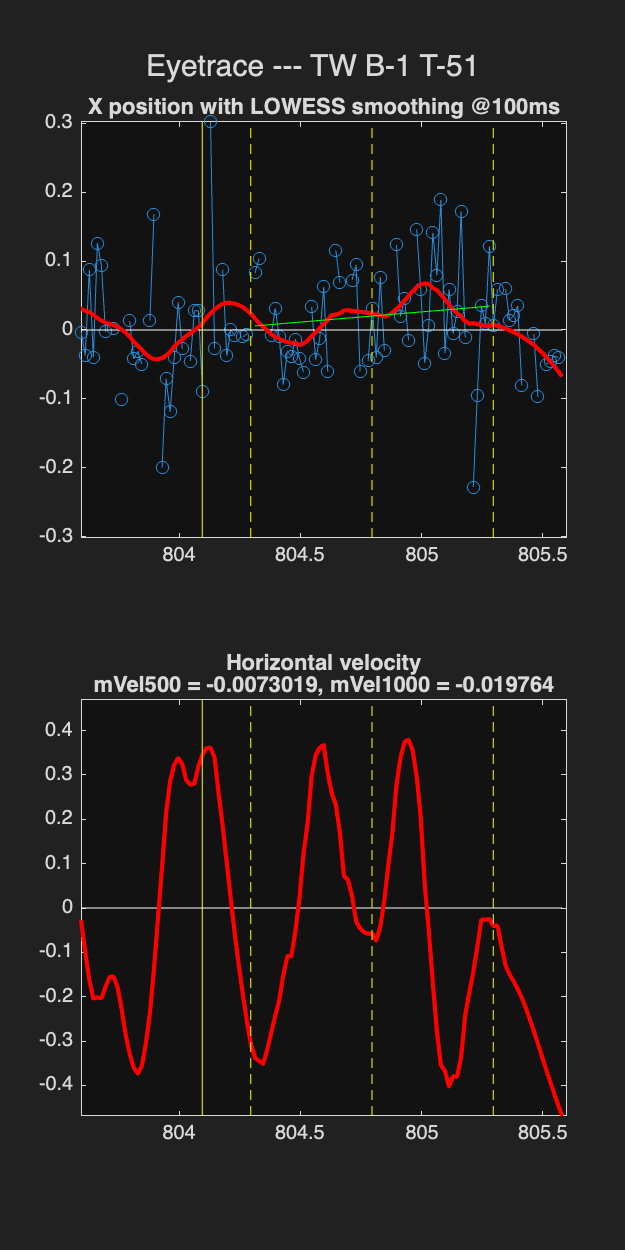 Eyetrace --- TW B-1 T-51
X position with LOWESS smoothing @100ms
0.3
0.2
0.1
0
-0.1
-0.2
-0.3
804 804.5 805 805.5
Horizontal velocity
mVel500 = -0.0073019, mVel1000 = -0.019764
0.4
0.3
0.2
0.1
0
-0.1
-0.2
-0.3
-0.4
804 804.5 805 805.5